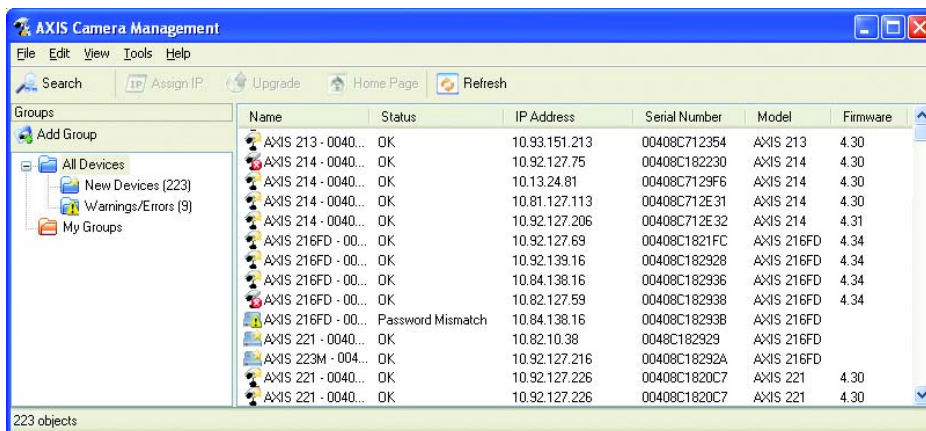 AXIS Camera Management
File Edit View Tools Help
Search Assign IP Upgrade Home Page Refresh
Groups
Add Group
All Devices
New Devices (223)
Warnings/Errors (9)
My Groups
Name Status IP Address Serial Number Model Firmware
AXIS 213 - 0040... OK 10.93.151.213 00408C712354 AXIS 213 4.30
AXIS 214 - 0040... OK 10.92.127.75 00408C182230 AXIS 214 4.30
AXIS 214 - 0040... OK 10.13.24.81 00408C7129F6 AXIS 214 4.30
AXIS 214 - 0040... OK 10.81.127.113 00408C712E31 AXIS 214 4.30
AXIS 214 - 0040... OK 10.92.127.206 00408C712E32 AXIS 214 4.31
AXIS 216FD - 00... OK 10.92.127.69 00408C1821FC AXIS 216FD 4.34
AXIS 216FD - 00... OK 10.92.139.16 00408C182928 AXIS 216FD 4.34
AXIS 216FD - 00... OK 10.84.138.16 00408C182936 AXIS 216FD 4.34
AXIS 216FD - 00... OK 10.82.127.59 00408C182938 AXIS 216FD 4.34
AXIS 216FD - 00... Password Mismatch 10.84.138.16 00408C18293B AXIS 216FD
AXIS 221 - 0040... OK 10.82.10.38 0048C182929 AXIS 216FD
AXIS 223M - 004... OK 10.92.127.216 00408C18292A AXIS 216FD
AXIS 221 - 0040... OK 10.92.127.226 00408C1820C7 AXIS 221 4.30
AXIS 221 - 0040... OK 10.92.127.226 00408C1820C7 AXIS 221 4.30
223 objects